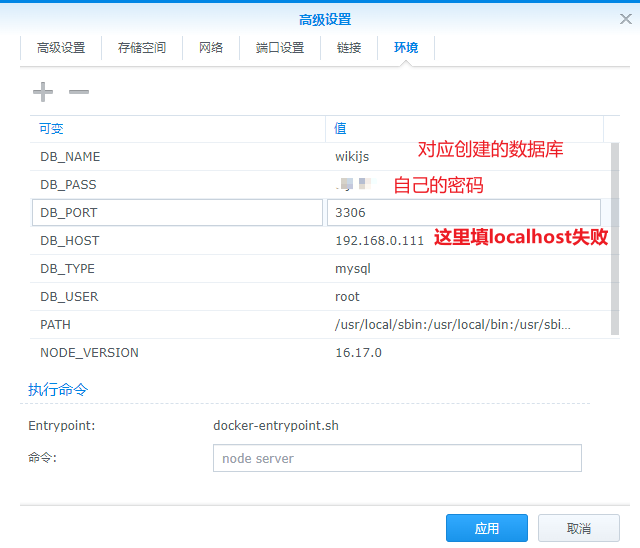 高级设置
高级设置 存储空间 网络 端口设置 链接 环境
可变 值
DB_NAME wikijs 对应创建的数据库
DB_PASS 自己的密码
DB_PORT 3306
DB_HOST 192.168.0.111 这里填localhost失败
DB_TYPE mysql
DB_USER root
PATH /usr/local/sbin:/usr/local/bin:/usr/sbi...
NODE_VERSION 16.17.0
执行命令
Entrypoint: docker-entrypoint.sh
命令: node server
应用 取消